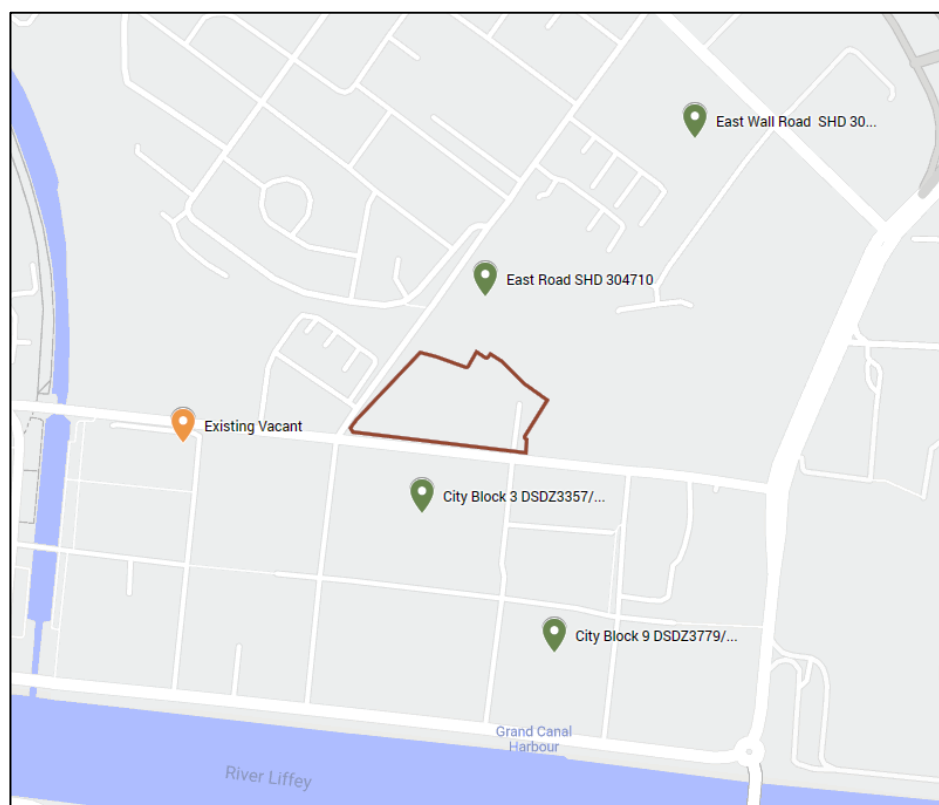 East Wall Road  SHD 30...
East Road SHD 304710
Existing Vacant
City Block 3 DSDZ3357/...
City Block 9 DSDZ3779/...
Grand Canal
Harbour
River Liffey